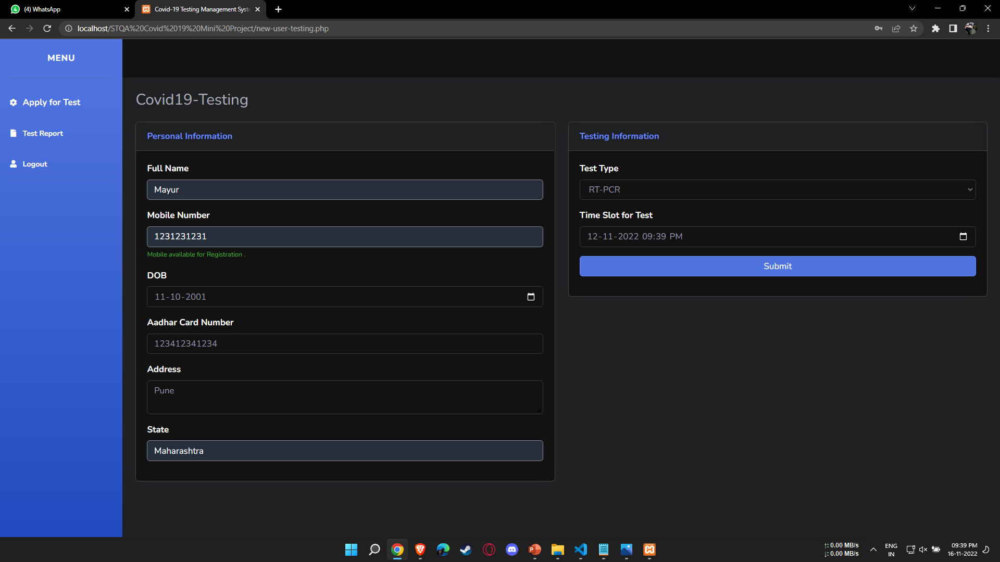 (4) WhatsApp
Covid-19 Testing Management Syst
localhost/STQA%20Covid%2019%20Mini%20Project/new-user-testing.php
MENU
Apply for Test
Test Report
Logout
Covid19-Testing
Personal Information
Full Name
Mayur
Mobile Number
1231231231
Mobile available for Registration .
DOB
11-10-2001
Aadhar Card Number
123412341234
Address
Pune
State
Maharashtra
Testing Information
Test Type
RT-PCR
Time Slot for Test
12-11-2022 09:39 PM
Submit
↑: 0.00 MB/s
↓: 0.00 MB/s
ENG
IN
09:39 PM
16-11-2022